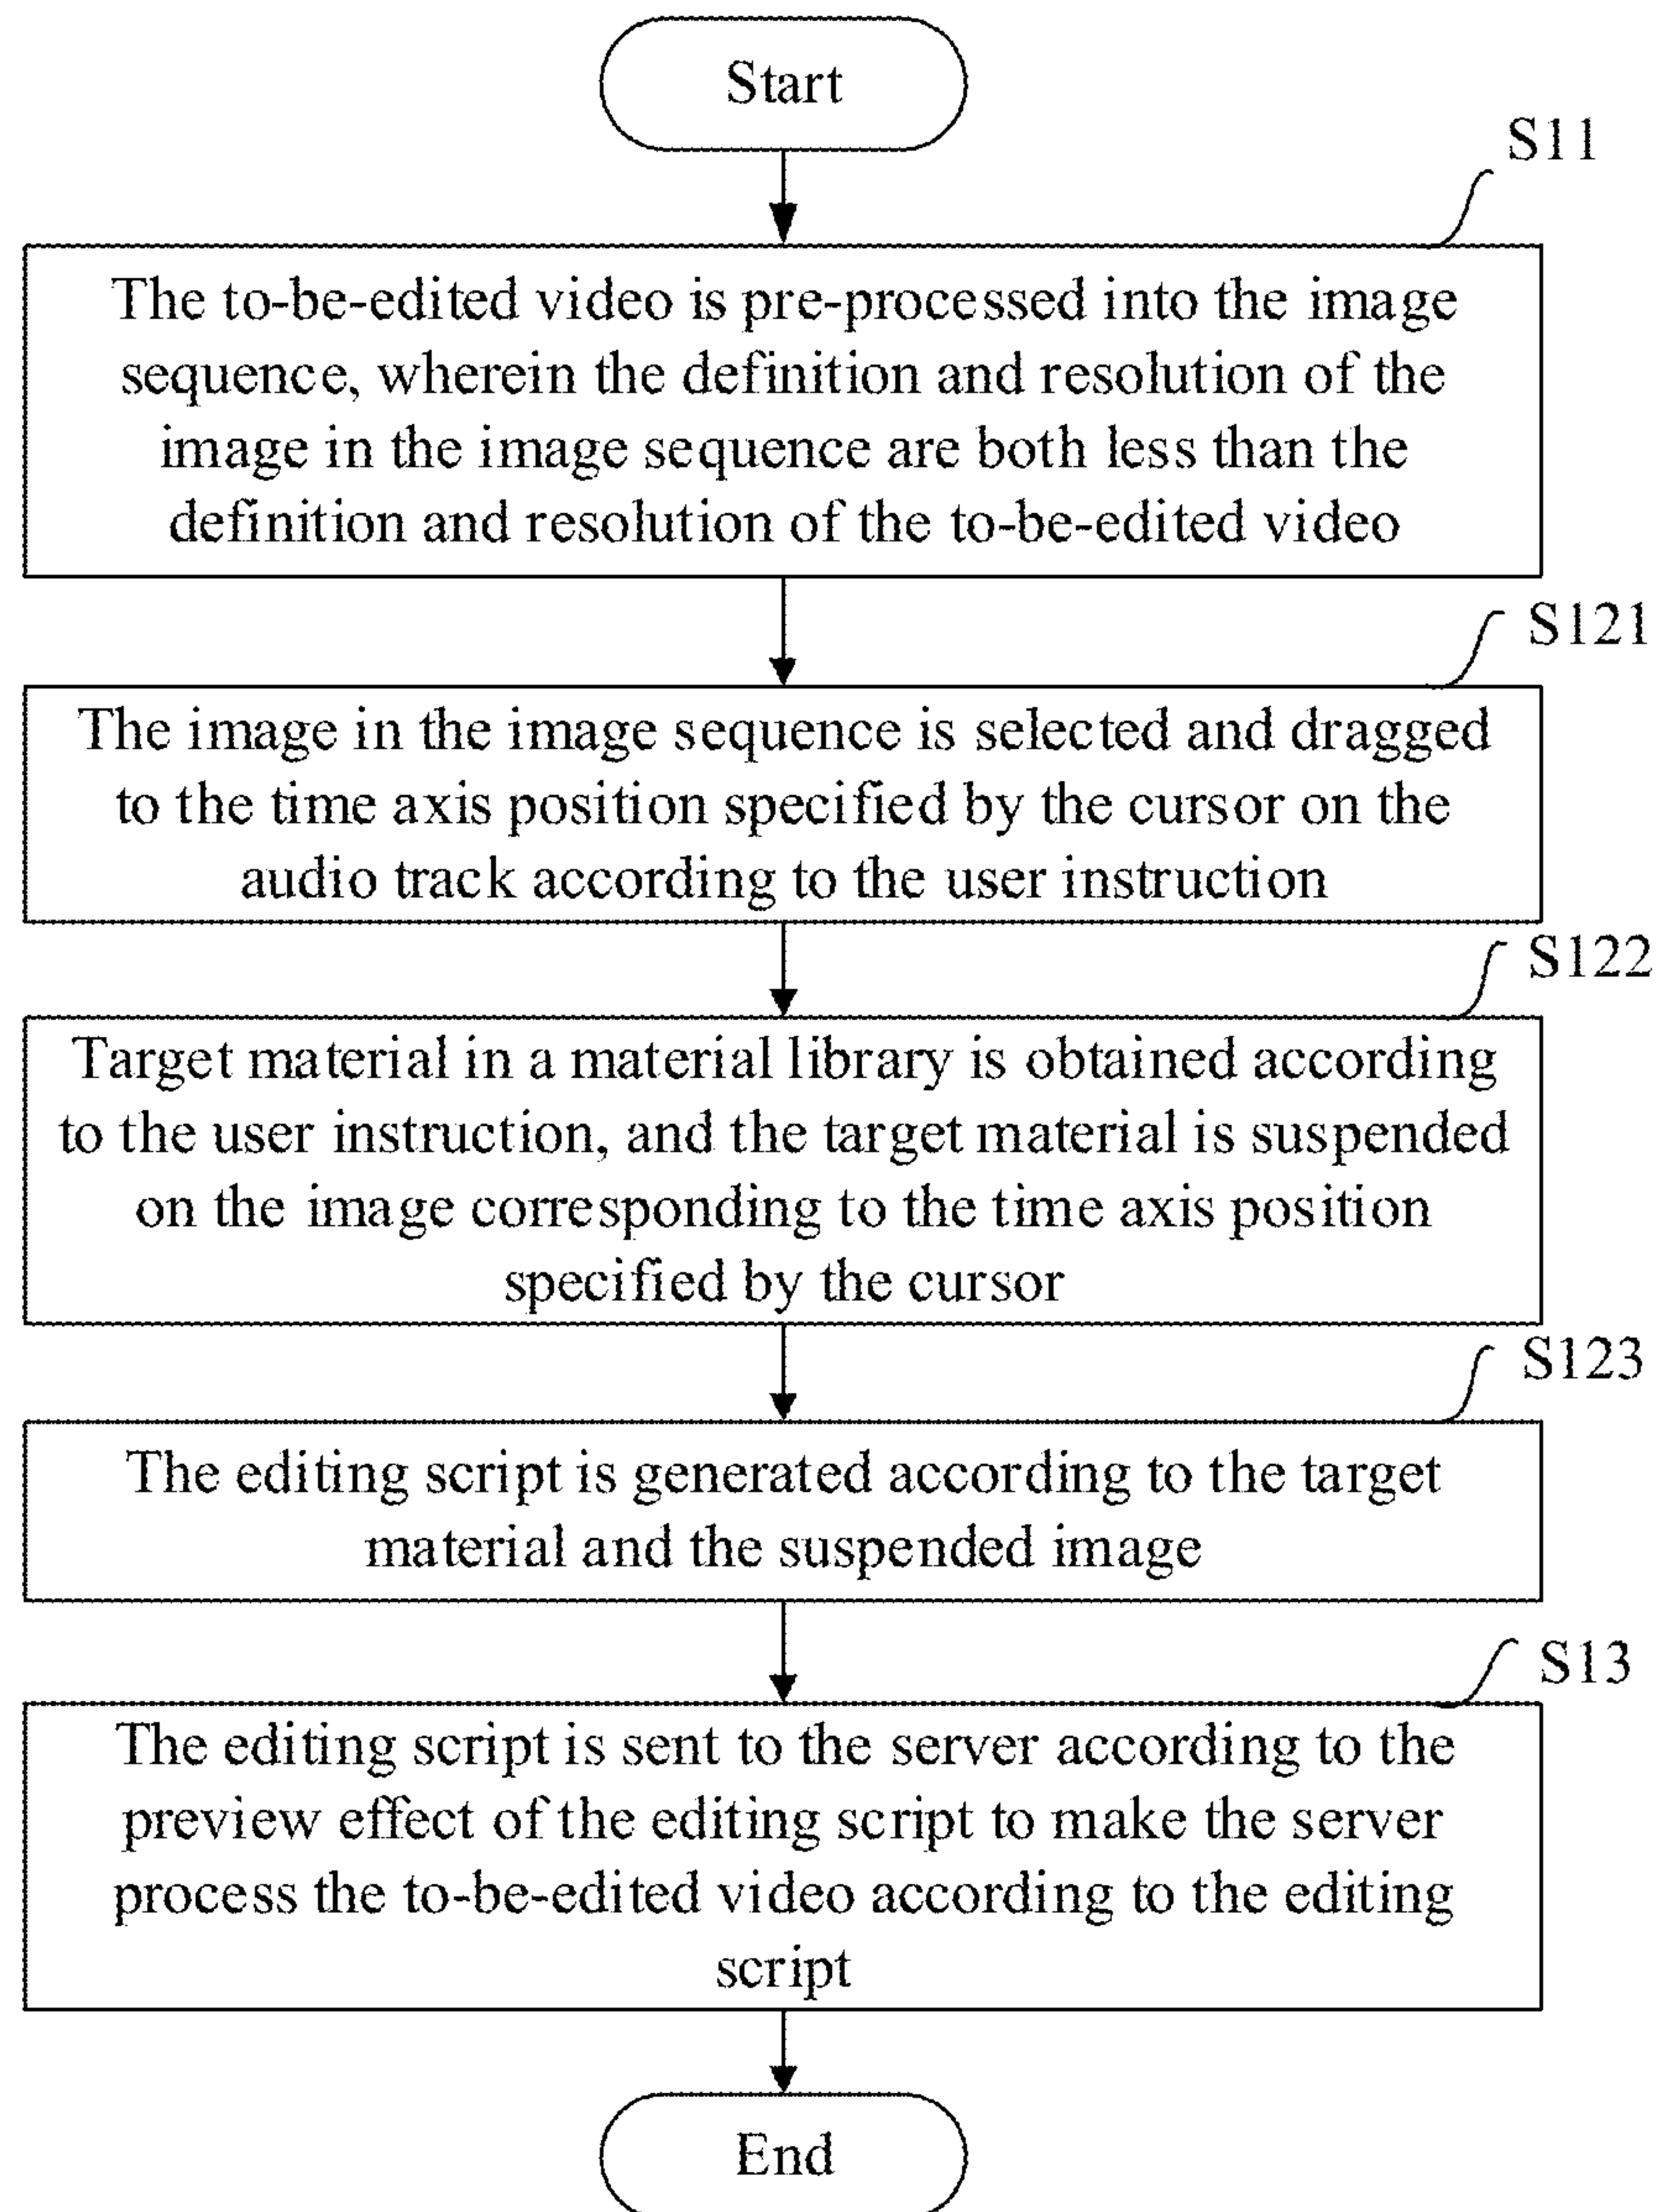 Start
S11
The to-be-edited video is pre-processed into the image
sequence, wherein the definition and resolution of the
image in the image sequence are both less than the
definition and resolution of the to-be-edited video
S121
The image in the image sequence is selected and dragged
to the time axis position specified by the cursor on the
audio track according to the user instruction
S122
Target material in a material library is obtained according
to the user instruction, and the target material is suspended
on the image corresponding to the time axis position
specified by the cursor
S123
The editing script is generated according to the target
material and the suspended image
S13
The editing script is sent to the server according to the
preview effect of the editing script to make the server
process the to-be-edited video according to the editing
script
End